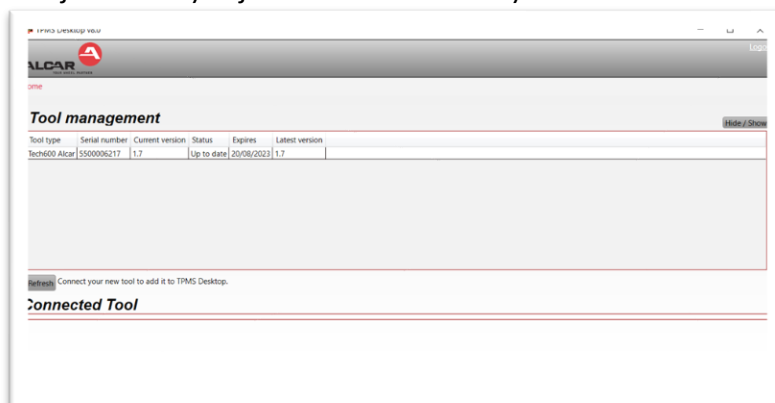 TPMS Desktop v8.0
Logo
ALCAR
ome
Tool management
Hide / Show
Tool type Serial number Current version Status Expires Latest version
Tech600 Alcar 5500006217 1.7 Up to date 20/08/2023 1.7
Refresh Connect your new tool to add it to TPMS Desktop.
Connected Tool